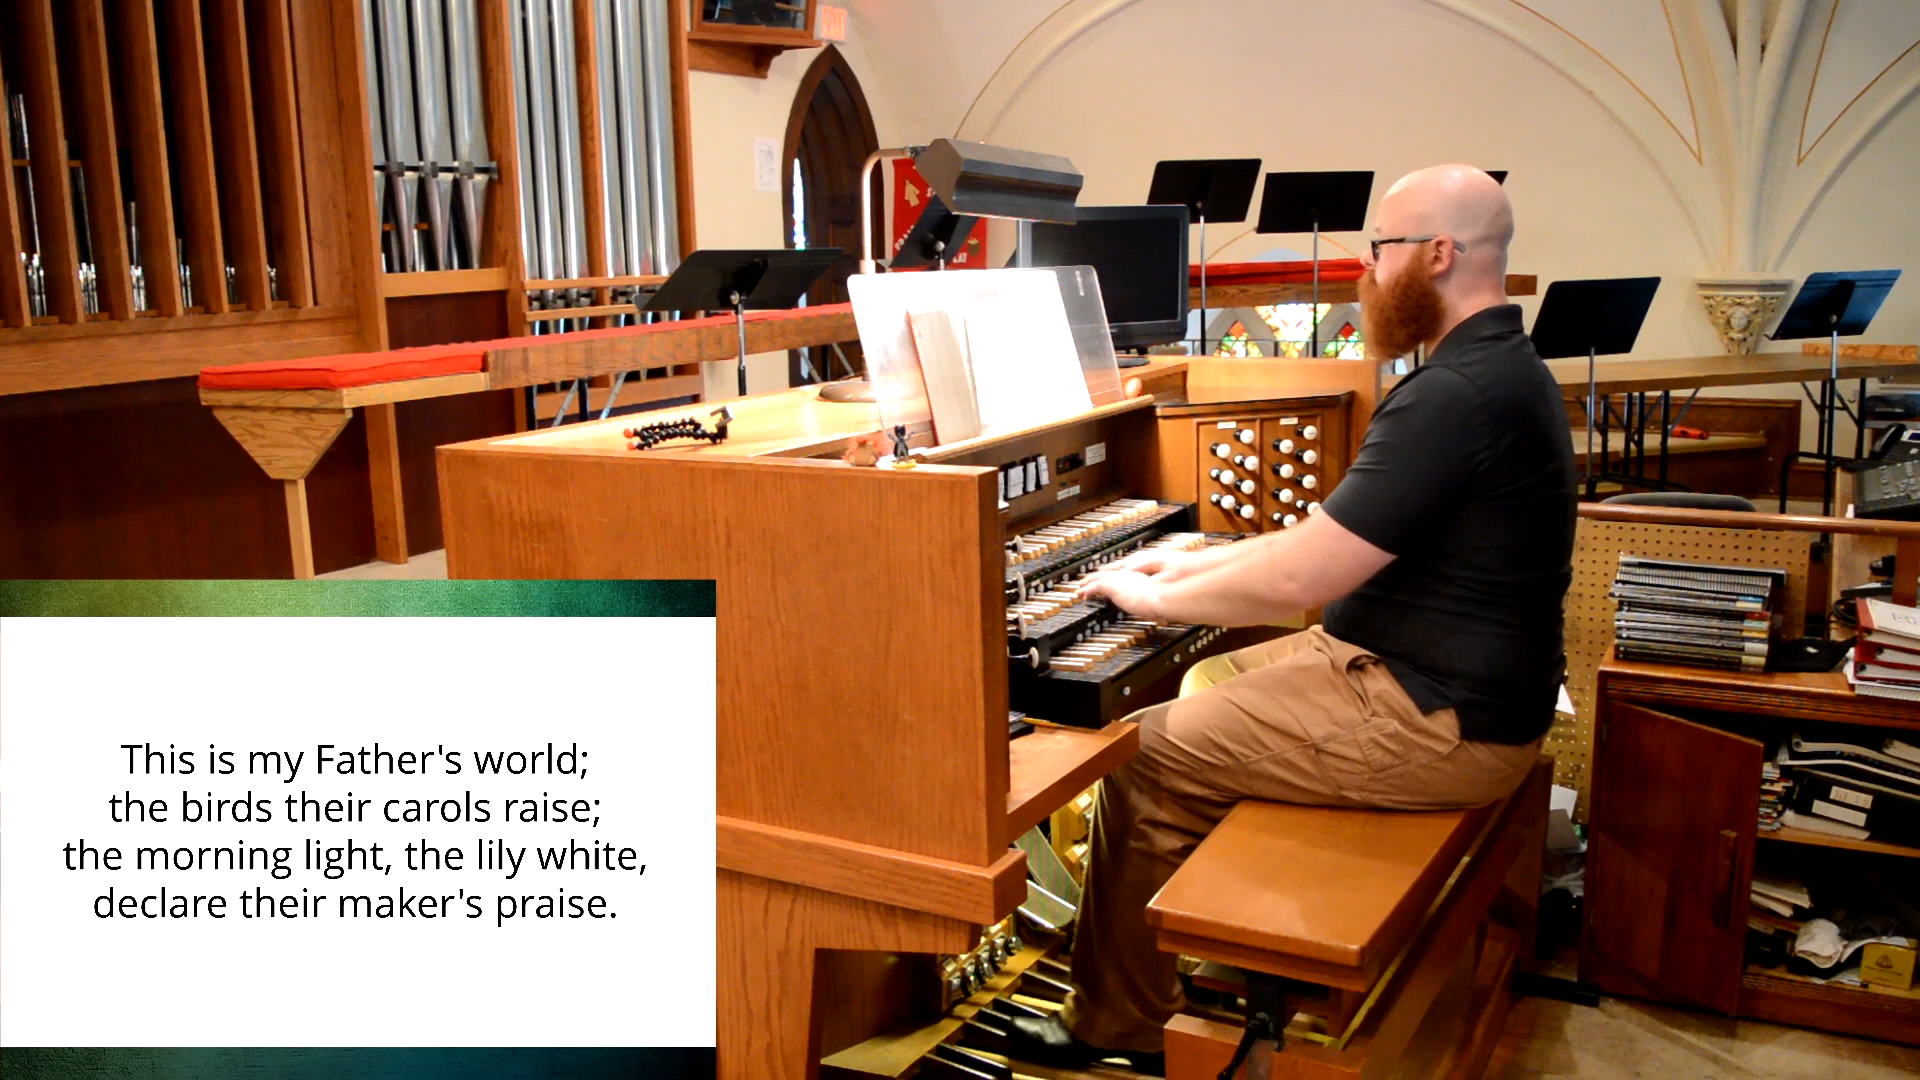 This is my Father's world;
the birds their carols raise;
the morning light, the lily white,
declare their maker's praise.